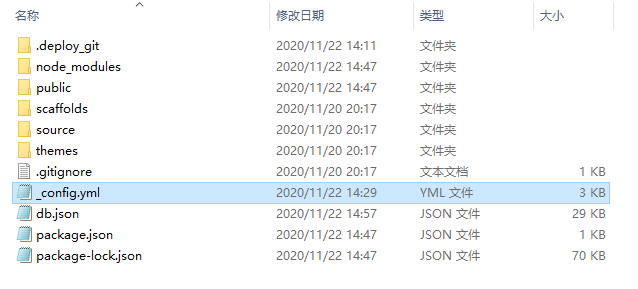 名称 修改日期 类型 大小
.deploy_git 2020/11/22 14:11 文件夹
node_modules 2020/11/22 14:47 文件夹
public 2020/11/22 14:47 文件夹
scaffolds 2020/11/20 20:17 文件夹
source 2020/11/20 20:17 文件夹
themes 2020/11/20 20:17 文件夹
.gitignore 2020/11/20 20:17 文本文档 1 KB
_config.yml 2020/11/22 14:29 YML 文件 3 KB
db.json 2020/11/22 14:57 JSON 文件 29 KB
package.json 2020/11/22 14:47 JSON 文件 1 KB
package-lock.json 2020/11/22 14:47 JSON 文件 70 KB